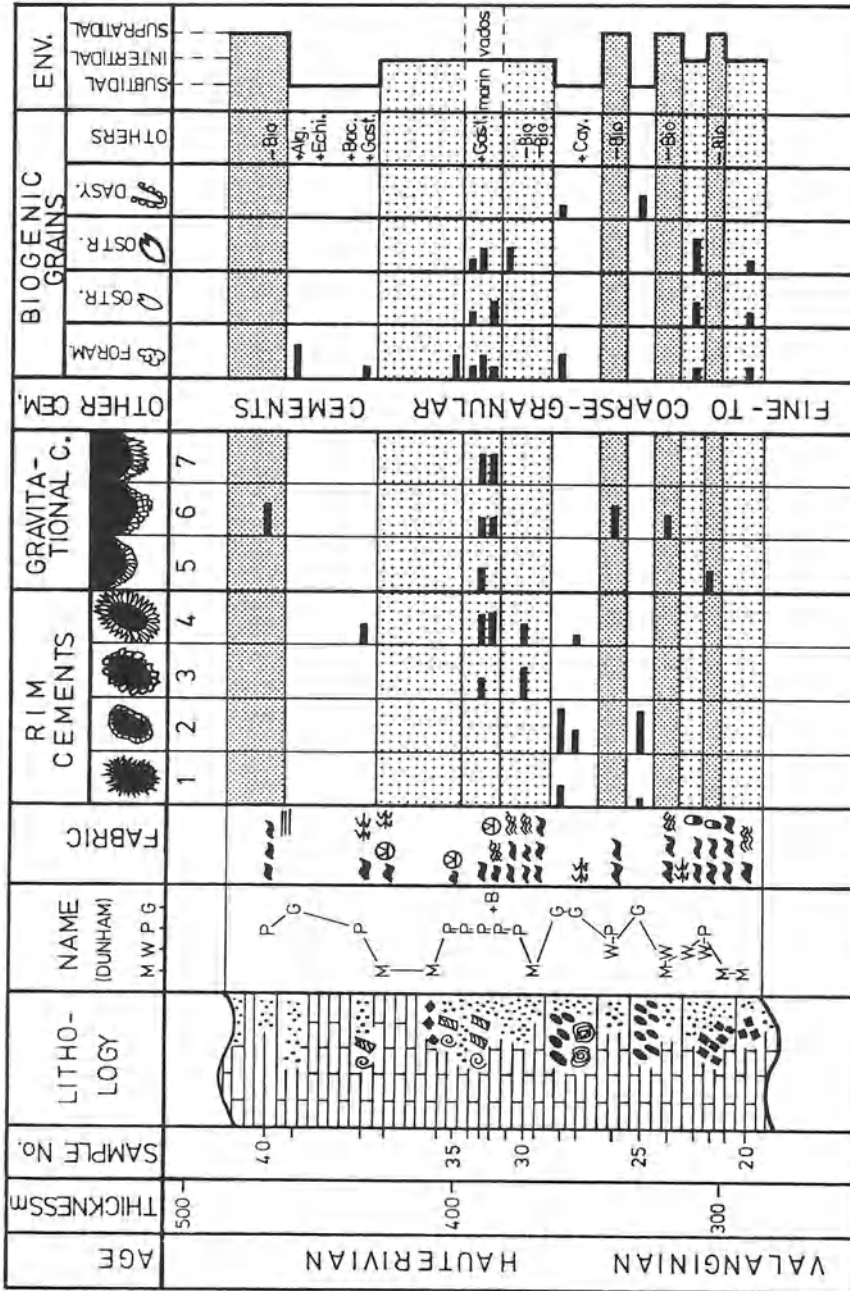 AGE
THICKNESS m
SAMPLE No.
LITHO-
LOGY
NAME
(DUNHAM)
M W P G
FABRIC
RIM
CEMENTS
GRAVITA-
TIONAL C.
OTHER CEM.
BIOGENIC
GRAINS
FORAM.
OSTR.
OSTR.
DASY.
OTHERS
ENV.
SUBTIDAL
INTERTIDAL
SUPRATIDAL
1 2 3 4 5 6 7
500
400
300
40
35
30
25
20
HAUTERIVIAN
VALANGINIAN
P
G
P
M
M
P
P
P +B
P
P
M
G
G
W-P
G
M-W
W
W-P
M
M
FINE-TO COARSE-GRANULAR CEMENTS
-Bio
+Alg.
+Echi.
+Bac.
+Gast.
+Gast.
marin vados
-Bio
-Bio
+Cay.
-Bio
-Bio
-Bio